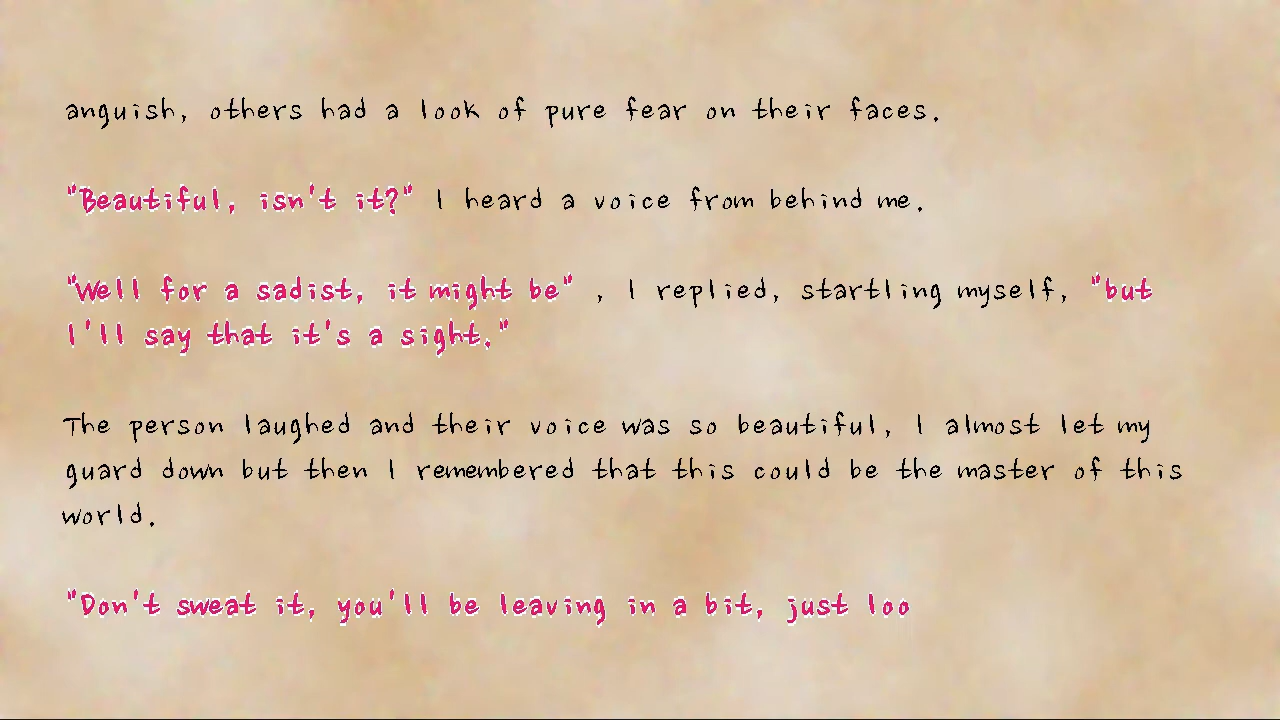 anguish, others had a look of pure fear on their faces.
"Beautiful, isn't it?" I heard a voice from behind me.
"Well for a sadist, it might be" , I replied, startling myself, "but
I'll say that it's a sight."
The person laughed and their voice was so beautiful, I almost let my
guard down but then I remembered that this could be the master of this
world.
"Don't sweat it, you'll be leaving in a bit, just loo